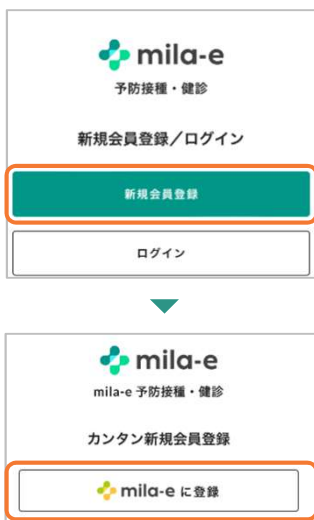 mila-e
予防接種・健診
新規会員登録／ログイン
新規会員登録
ログイン
mila-e
mila-e 予防接種・健診
カンタン新規会員登録
mila-e に登録